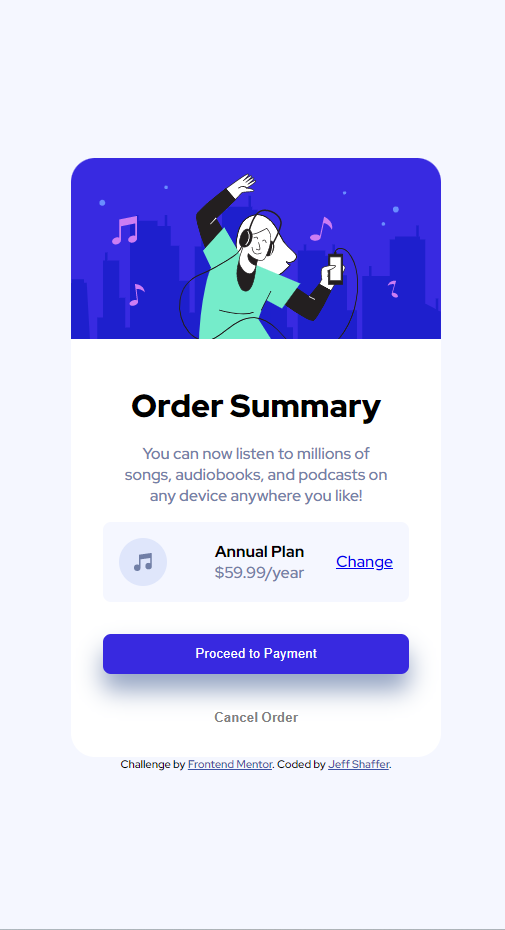 Order Summary
You can now listen to millions of
songs, audiobooks, and podcasts on
any device anywhere you like!
Annual Plan
$59.99/year
Change
Proceed to Payment
Cancel Order
Challenge by Frontend Mentor. Coded by Jeff Shaffer.